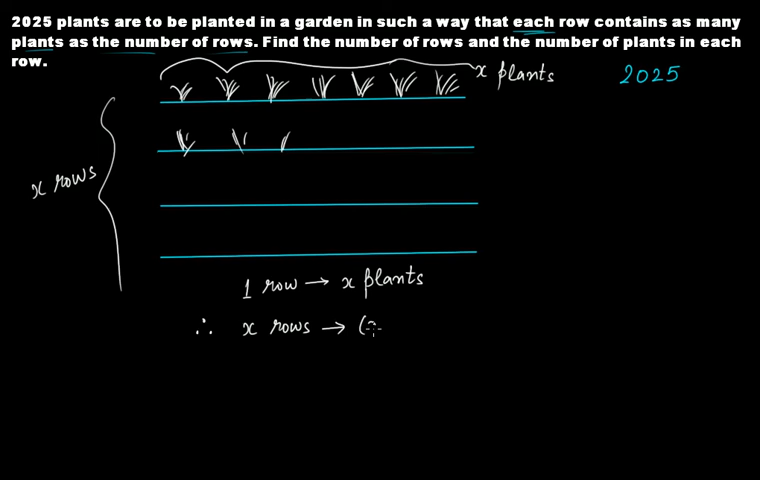 2025 plants are to be planted in a garden in such a way that each row contains as many
plants as the number of rows. Find the number of rows and the number of plants in each
row.
x plants 2025
x rows
1 row → x plants
∴ x rows → (